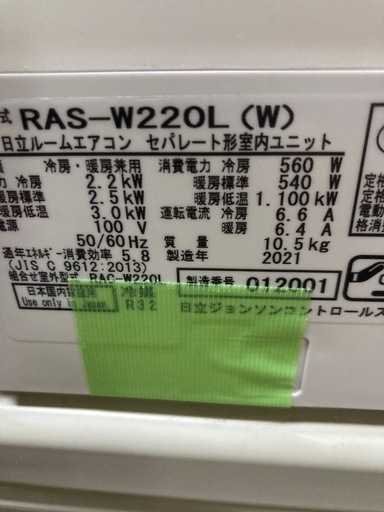 式 RAS-W220L(W)
日立ルームエアコン セパレート形室内ユニット
冷房・暖房兼用 消費電力 冷房 560 W
力 冷房 2.2kW 暖房標準 540 W
暖房標準 2.5kW 暖房低温 1.100kW
暖房低温 3.0kW 運転電流 冷房 6.6 A
電源 100 V 暖房 6.4 A
50/60Hz 質量 10.5kg
通年エネルギー消費効率 5.8 製造年 2021
(JIS C 9612:2013)
組合せ室外型式 RAC-W220L 製造番号 012001
日本国内 冷媒
Use only in Japan. R32
日立ジョンソンコントロールズ